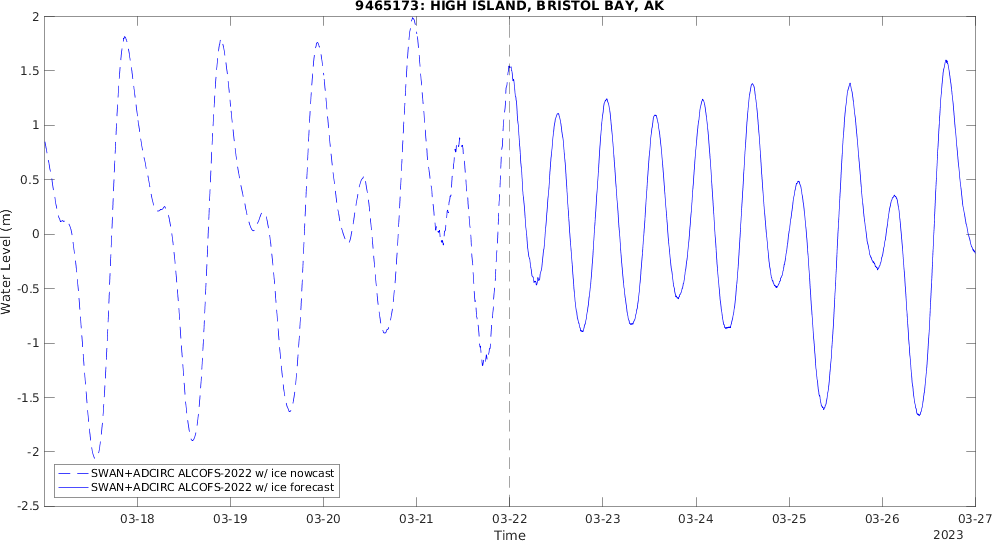 9465173: HIGH ISLAND, BRISTOL BAY, AK
2
1.5
1
0.5
0
-0.5
-1
-1.5
-2
-2.5
Water Level (m)
SWAN+ADCIRC ALCOFS-2022 w/ ice nowcast
SWAN+ADCIRC ALCOFS-2022 w/ ice forecast
03-18 03-19 03-20 03-21 03-22 03-23 03-24 03-25 03-26 03-27
Time
2023